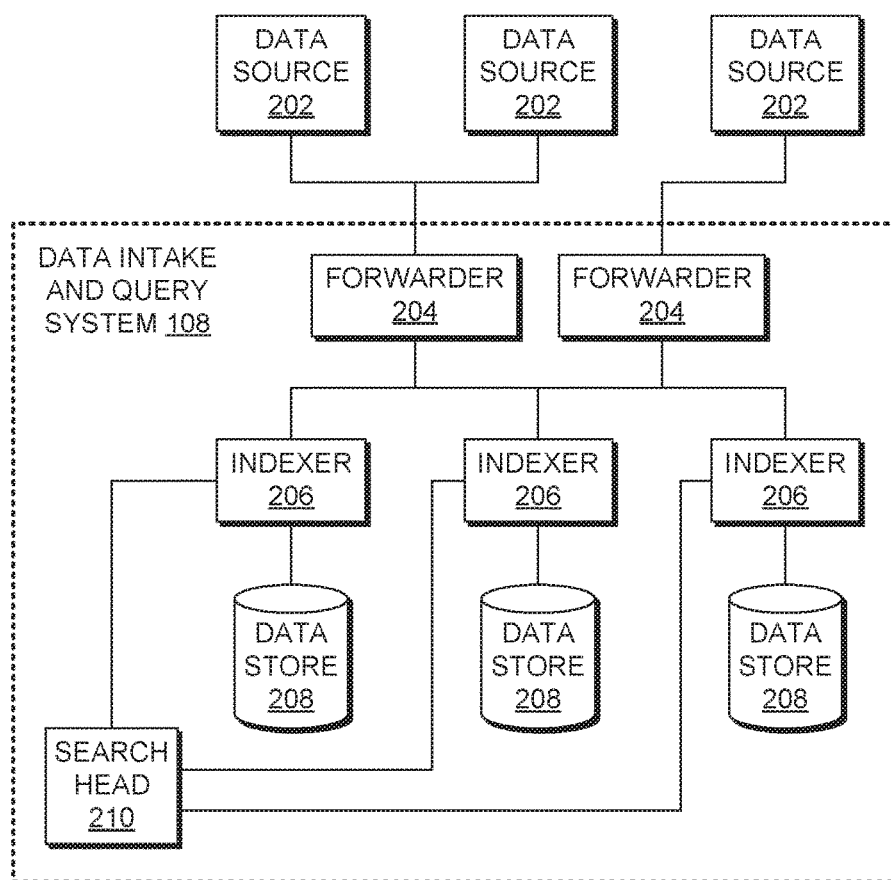 DATA
SOURCE
202
DATA
SOURCE
202
DATA
SOURCE
202
DATA INTAKE
AND QUERY
SYSTEM 108
FORWARDER
204
FORWARDER
204
INDEXER
206
INDEXER
206
INDEXER
206
DATA
STORE
208
DATA
STORE
208
DATA
STORE
208
SEARCH
HEAD
210